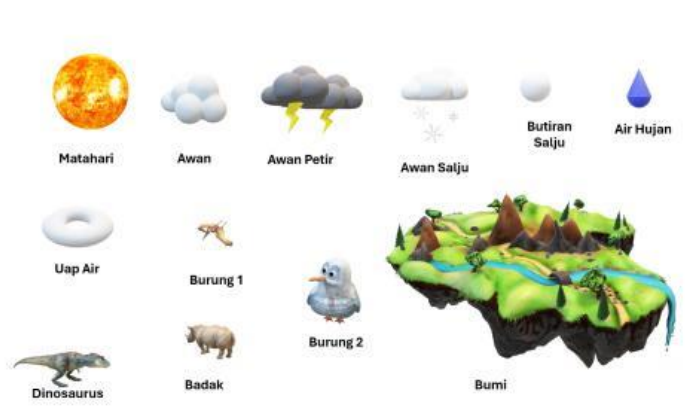 Matahari
Awan
Awan Petir
Awan Salju
Butiran
Salju
Air Hujan
Uap Air
Burung 1
Burung 2
Dinosaurus
Badak
Bumi